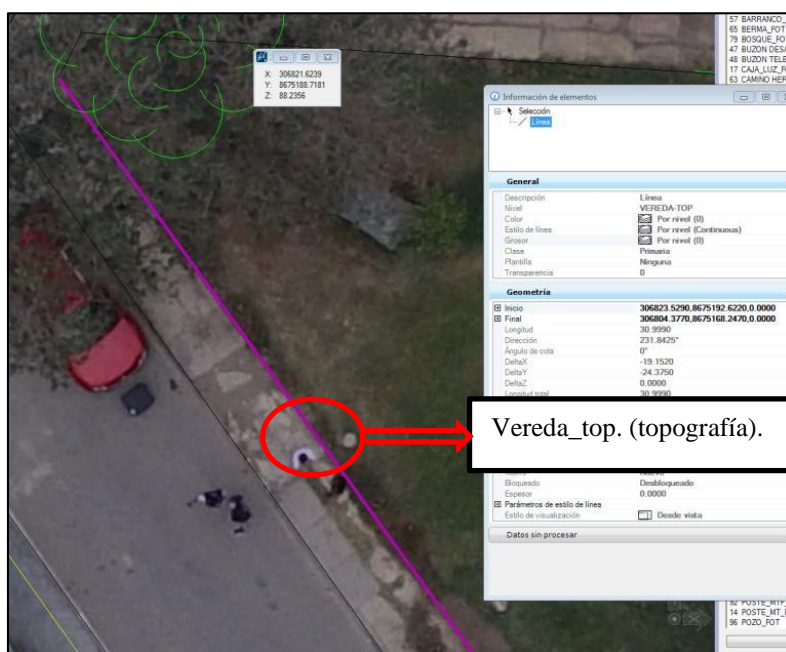 57 BARRANCO_
65 BERMA_FOT
79 BOSQUE_FO
47 BUZON DESA
48 BUZON TELE
17 CAJA_LUZ_F
63 CAMINO HER
X: 306821.6239
Y: 8675188.7181
Z: 88.2356
Información de elementos
Selección
Línea
General
Descripción Línea
Nivel VEREDA-TOP
Color Por nivel (0)
Estilo de línea Por nivel (Continuous)
Grosor Por nivel (0)
Clase Primaria
Plantilla Ninguna
Transparencia 0
Geometría
Inicio 306823.5290,8675192.6220,0.0000
Final 306804.3770,8675168.2470,0.0000
Longitud 30.9990
Dirección 231.8425°
Ángulo de cota 0°
DeltaX -19.1520
DeltaY -24.3750
DeltaZ 0.0000
Longitud total 30.9990
Vereda_top. (topografía).
Bloqueado Desbloqueado
Espesor 0.0000
Parámetros de estilo de línea
Estilo de visualización Desde vista
Datos sin procesar
14 POSTE_MT_
96 POZO_FOT